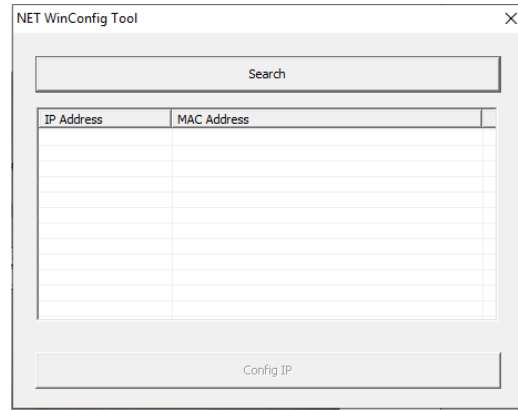 NET WinConfig Tool
Search
IP Address MAC Address
Config IP